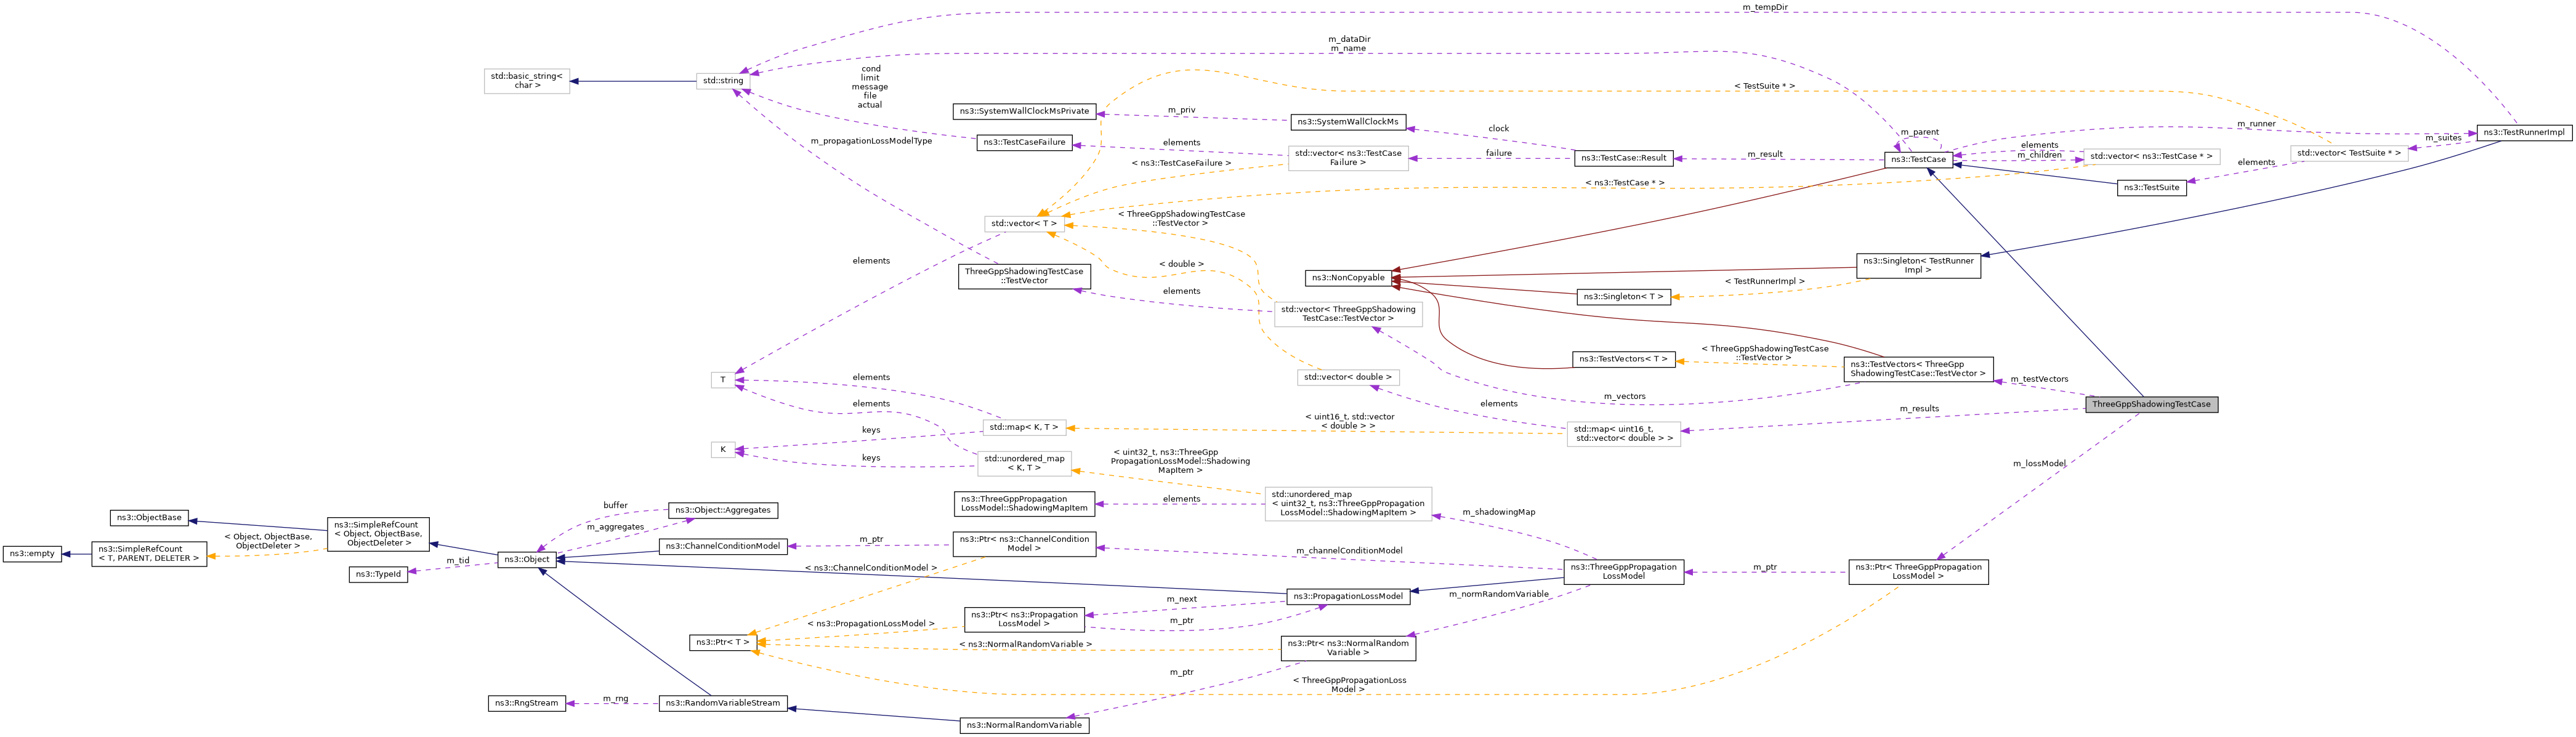 m_tempDir
m_dataDir
m_name
std::basic_string<
char >
std::string
cond
limit
message
file
actual
< TestSuite * >
ns3::SystemWallClockMsPrivate
m_priv
ns3::SystemWallClockMs
clock
m_parent
m_runner
ns3::TestRunnerImpl
m_suites
m_propagationLossModelType
ns3::TestCaseFailure
elements
std::vector< ns3::TestCase
Failure >
failure
ns3::TestCase::Result
m_result
ns3::TestCase
elements
m_children
std::vector< ns3::TestCase * >
std::vector< TestSuite * >
elements
< ns3::TestCaseFailure >
< ns3::TestCase * >
ns3::TestSuite
std::vector< T >
< ThreeGppShadowingTestCase
::TestVector >
elements
ThreeGppShadowingTestCase
::TestVector
< double >
ns3::NonCopyable
ns3::Singleton< TestRunner
Impl >
< TestRunnerImpl >
ns3::Singleton< T >
elements
std::vector< ThreeGppShadowing
TestCase::TestVector >
ns3::TestVectors< T >
< ThreeGppShadowingTestCase
::TestVector >
ns3::TestVectors< ThreeGpp
ShadowingTestCase::TestVector >
m_testVectors
T
elements
std::vector< double >
m_vectors
elements
elements
ThreeGppShadowingTestCase
m_results
< uint16_t, std::vector
< double > >
std::map< K, T >
keys
std::map< uint16_t,
std::vector< double > >
K
keys
std::unordered_map
< K, T >
< uint32_t, ns3::ThreeGpp
PropagationLossModel::Shadowing
MapItem >
m_lossModel
ns3::ThreeGppPropagation
LossModel::ShadowingMapItem
elements
std::unordered_map
< uint32_t, ns3::ThreeGppPropagation
LossModel::ShadowingMapItem >
m_shadowingMap
buffer
ns3::Object::Aggregates
ns3::ObjectBase
ns3::SimpleRefCount
< Object, ObjectBase,
ObjectDeleter >
m_aggregates
< Object, ObjectBase,
ObjectDeleter >
ns3::empty
ns3::SimpleRefCount
< T, PARENT, DELETER >
ns3::Object
ns3::ChannelConditionModel
m_ptr
ns3::Ptr< ns3::ChannelCondition
Model >
m_channelConditionModel
m_tid
ns3::TypeId
< ns3::ChannelConditionModel >
ns3::ThreeGppPropagation
LossModel
m_ptr
ns3::Ptr< ThreeGppPropagation
LossModel >
ns3::PropagationLossModel
m_next
m_normRandomVariable
ns3::Ptr< ns3::Propagation
LossModel >
m_ptr
< ns3::PropagationLossModel >
ns3::Ptr< T >
< ns3::NormalRandomVariable >
ns3::Ptr< ns3::NormalRandom
Variable >
m_ptr
< ThreeGppPropagationLoss
Model >
ns3::RngStream
m_rng
ns3::RandomVariableStream
ns3::NormalRandomVariable